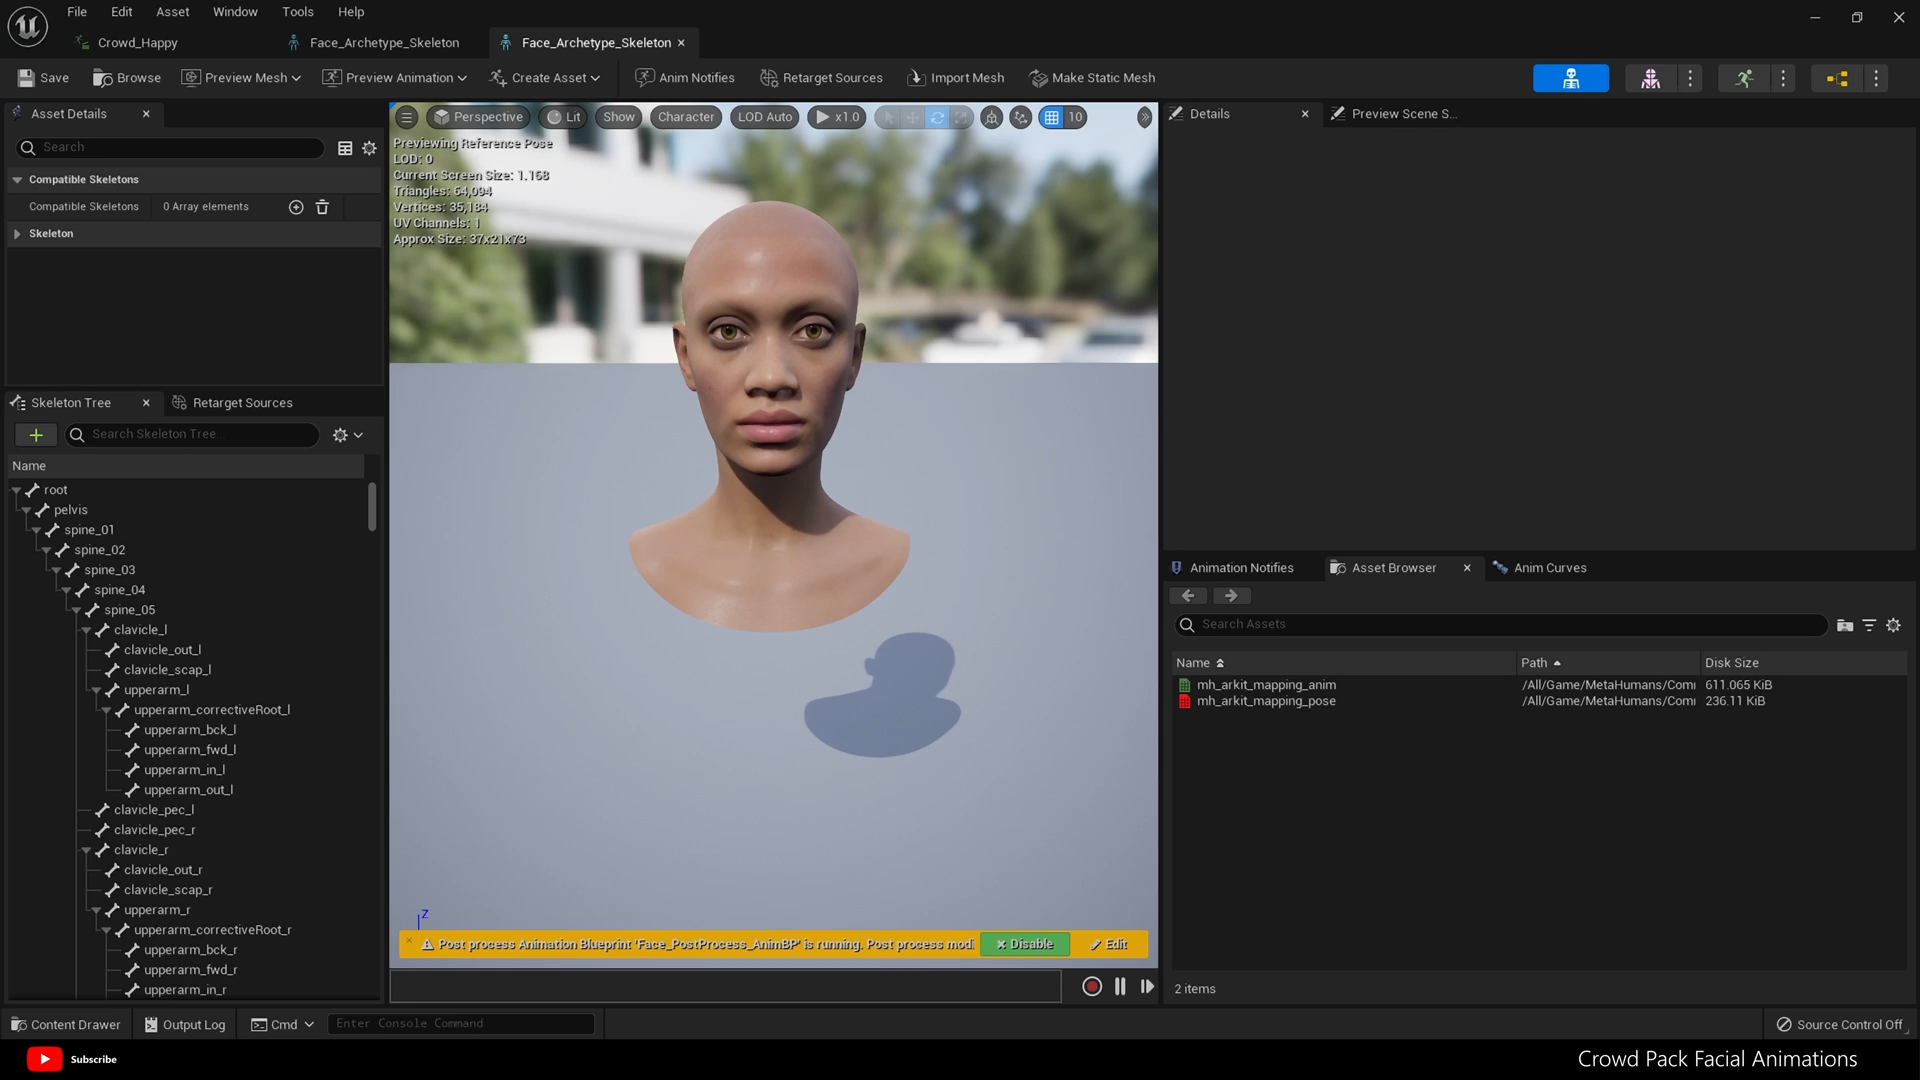 File Edit Asset Window Tools Help
Crowd_Happy Face_Archetype_Skeleton Face_Archetype_Skeleton
Save Browse Preview Mesh Preview Animation Create Asset Anim Notifies Retarget Sources Import Mesh Make Static Mesh
Asset Details
Search
Compatible Skeletons
Compatible Skeletons 0 Array elements
Skeleton
Skeleton Tree Retarget Sources
Search Skeleton Tree...
Name
root
pelvis
spine_01
spine_02
spine_03
spine_04
spine_05
clavicle_l
clavicle_out_l
clavicle_scap_l
upperarm_l
upperarm_correctiveRoot_l
upperarm_bck_l
upperarm_fwd_l
upperarm_in_l
upperarm_out_l
clavicle_pec_l
clavicle_pec_r
clavicle_r
clavicle_out_r
clavicle_scap_r
upperarm_r
upperarm_correctiveRoot_r
upperarm_bck_r
upperarm_fwd_r
upperarm_in_r
Perspective Lit Show Character LOD Auto x1.0 10
Previewing Reference Pose
LOD: 0
Current Screen Size: 1.168
Triangles: 64,094
Vertices: 35,184
UV Channels: 1
Approx Size: 37x21x73
Z
Post process Animation Blueprint 'Face_PostProcess_AnimBP' is running. Post process modi Disable Edit
Details Preview Scene S...
Animation Notifies Asset Browser Anim Curves
Search Assets
Name Path Disk Size
mh_arkit_mapping_anim /All/Game/MetaHumans/Com 611.065 KiB
mh_arkit_mapping_pose /All/Game/MetaHumans/Com 236.11 KiB
2 items
Content Drawer Output Log Cmd Enter Console Command Source Control Off
Subscribe
Crowd Pack Facial Animations